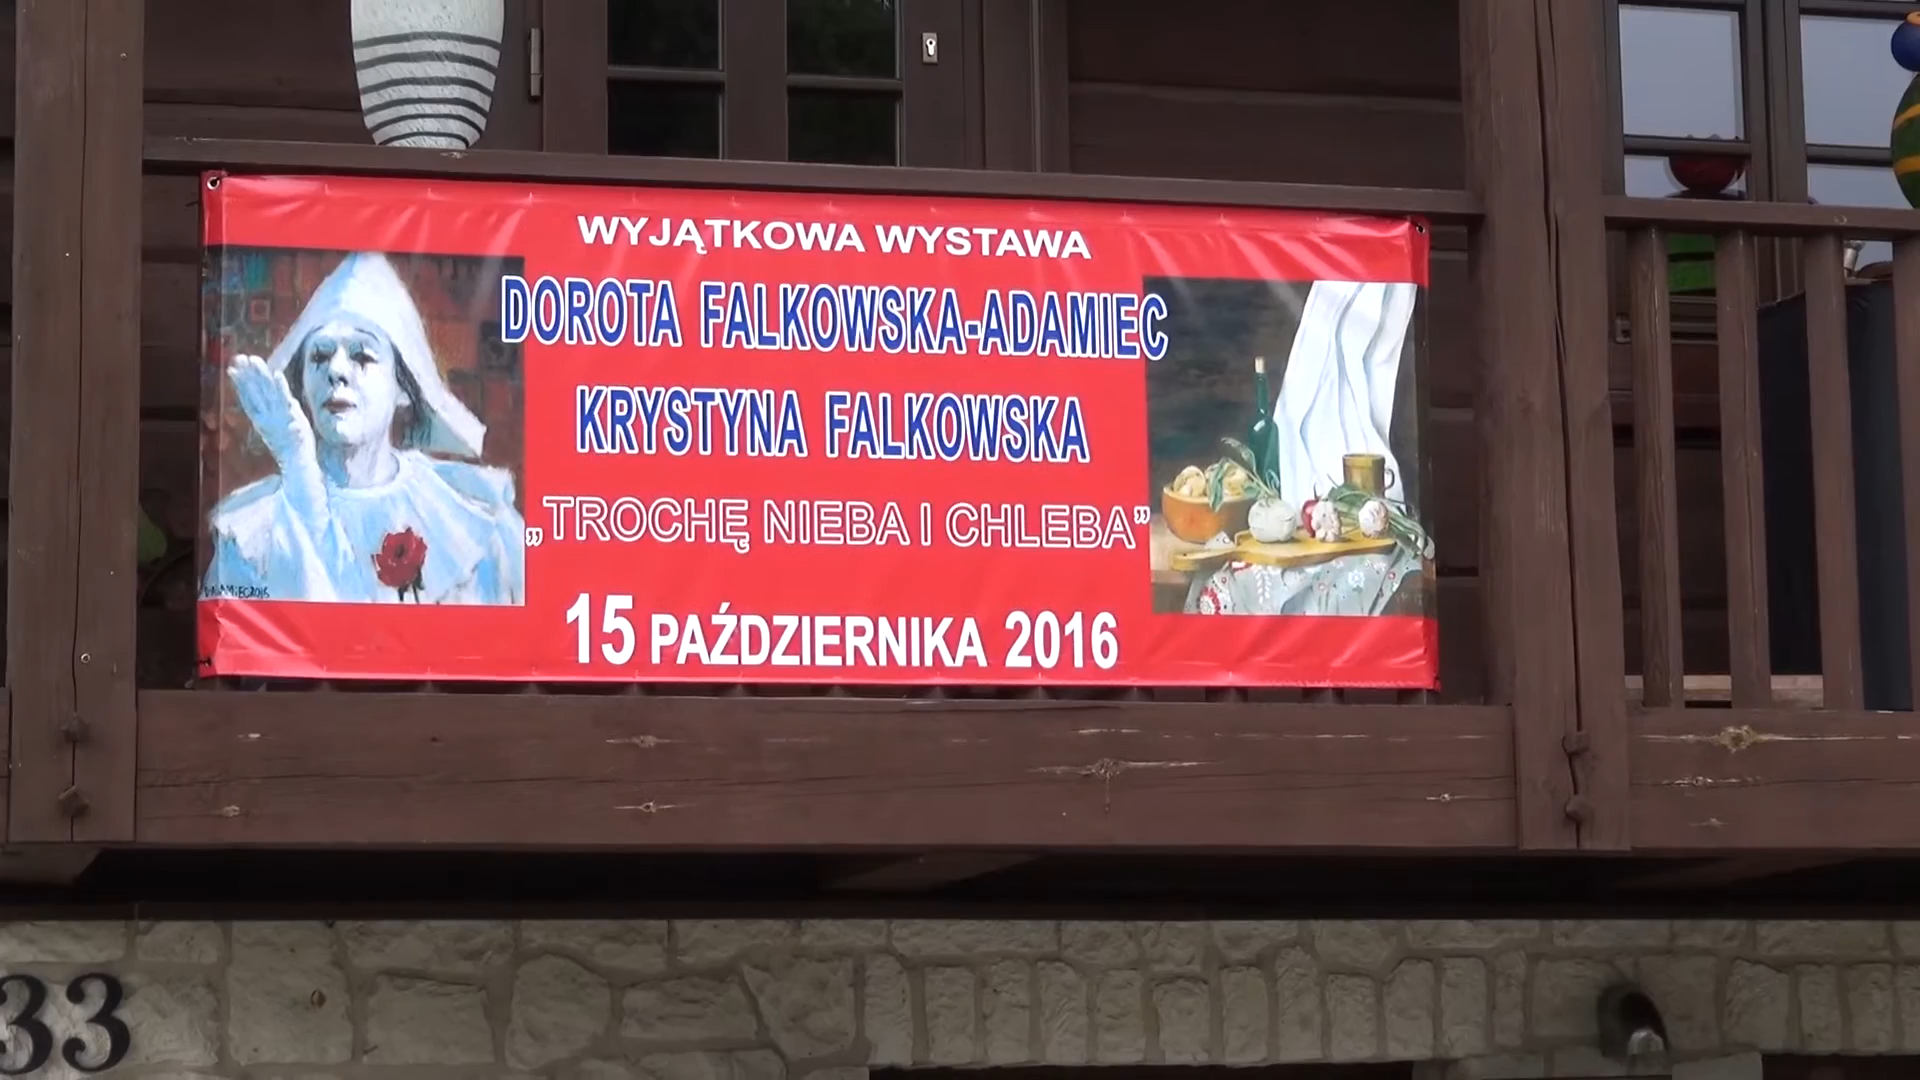 WYJĄTKOWA WYSTAWA
DOROTA FALKOWSKA-ADAMIEC
KRYSTYNA FALKOWSKA
„TROCHĘ NIEBA I CHLEBA”
15 PAŹDZIERNIKA 2016
33